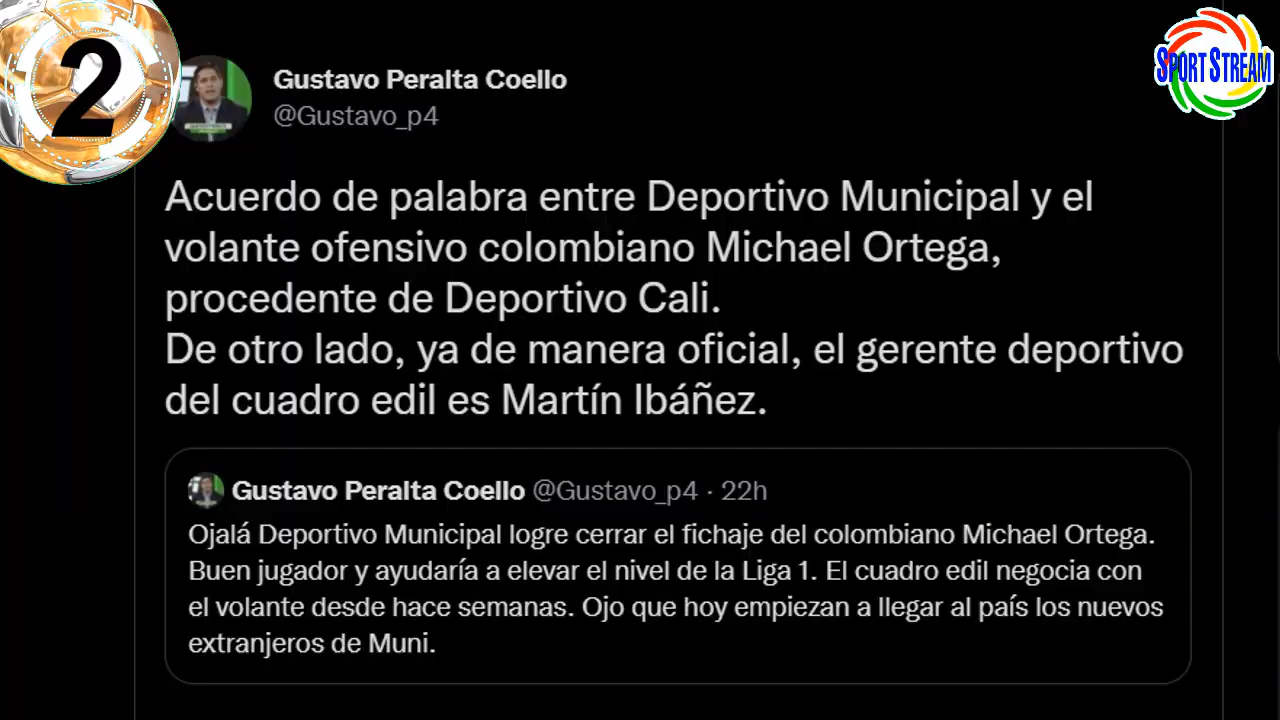 2
SPORT STREAM
Gustavo Peralta Coello
@Gustavo_p4
Acuerdo de palabra entre Deportivo Municipal y el
volante ofensivo colombiano Michael Ortega,
procedente de Deportivo Cali.
De otro lado, ya de manera oficial, el gerente deportivo
del cuadro edil es Martín Ibáñez.
Gustavo Peralta Coello @Gustavo_p4 · 22h
Ojalá Deportivo Municipal logre cerrar el fichaje del colombiano Michael Ortega.
Buen jugador y ayudaría a elevar el nivel de la Liga 1. El cuadro edil negocia con
el volante desde hace semanas. Ojo que hoy empiezan a llegar al país los nuevos
extranjeros de Muni.